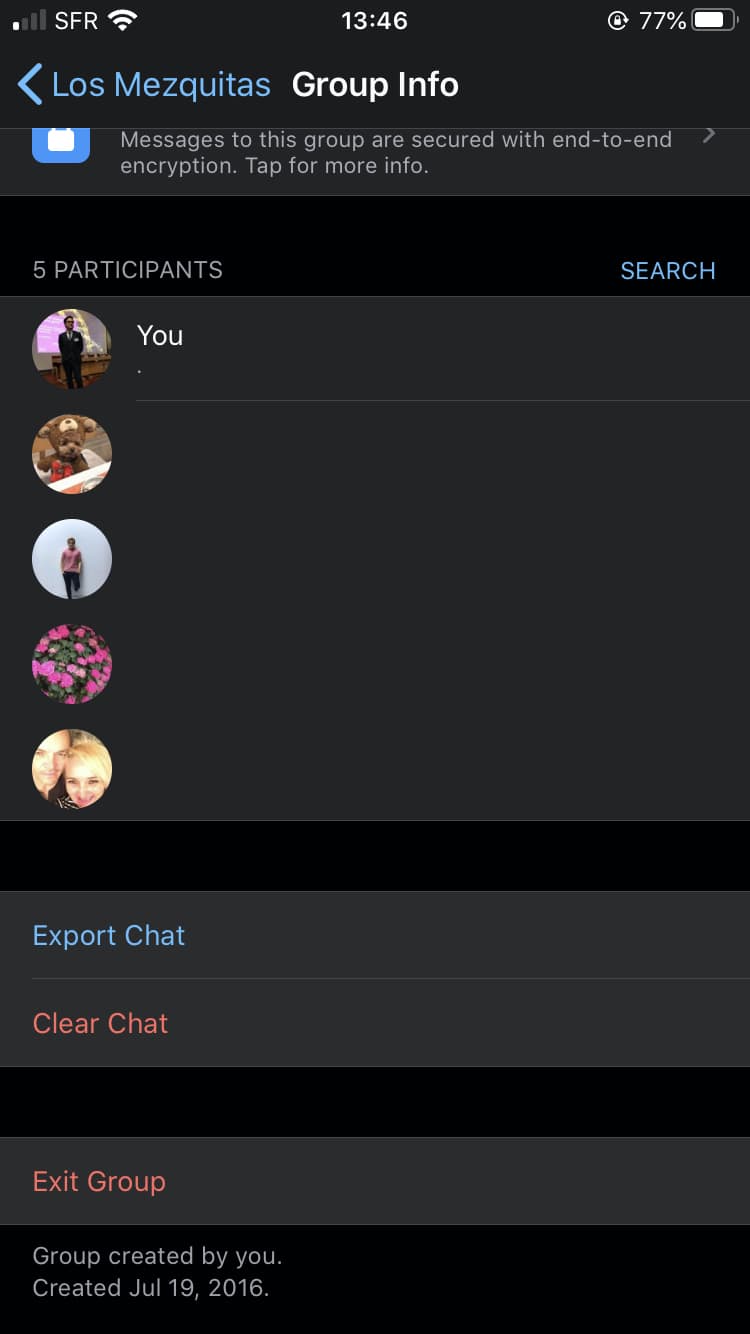 SFR 13:46 77%
Los Mezquitas Group Info
Messages to this group are secured with end-to-end
encryption. Tap for more info.
5 PARTICIPANTS SEARCH
You
.
Export Chat
Clear Chat
Exit Group
Group created by you.
Created Jul 19, 2016.